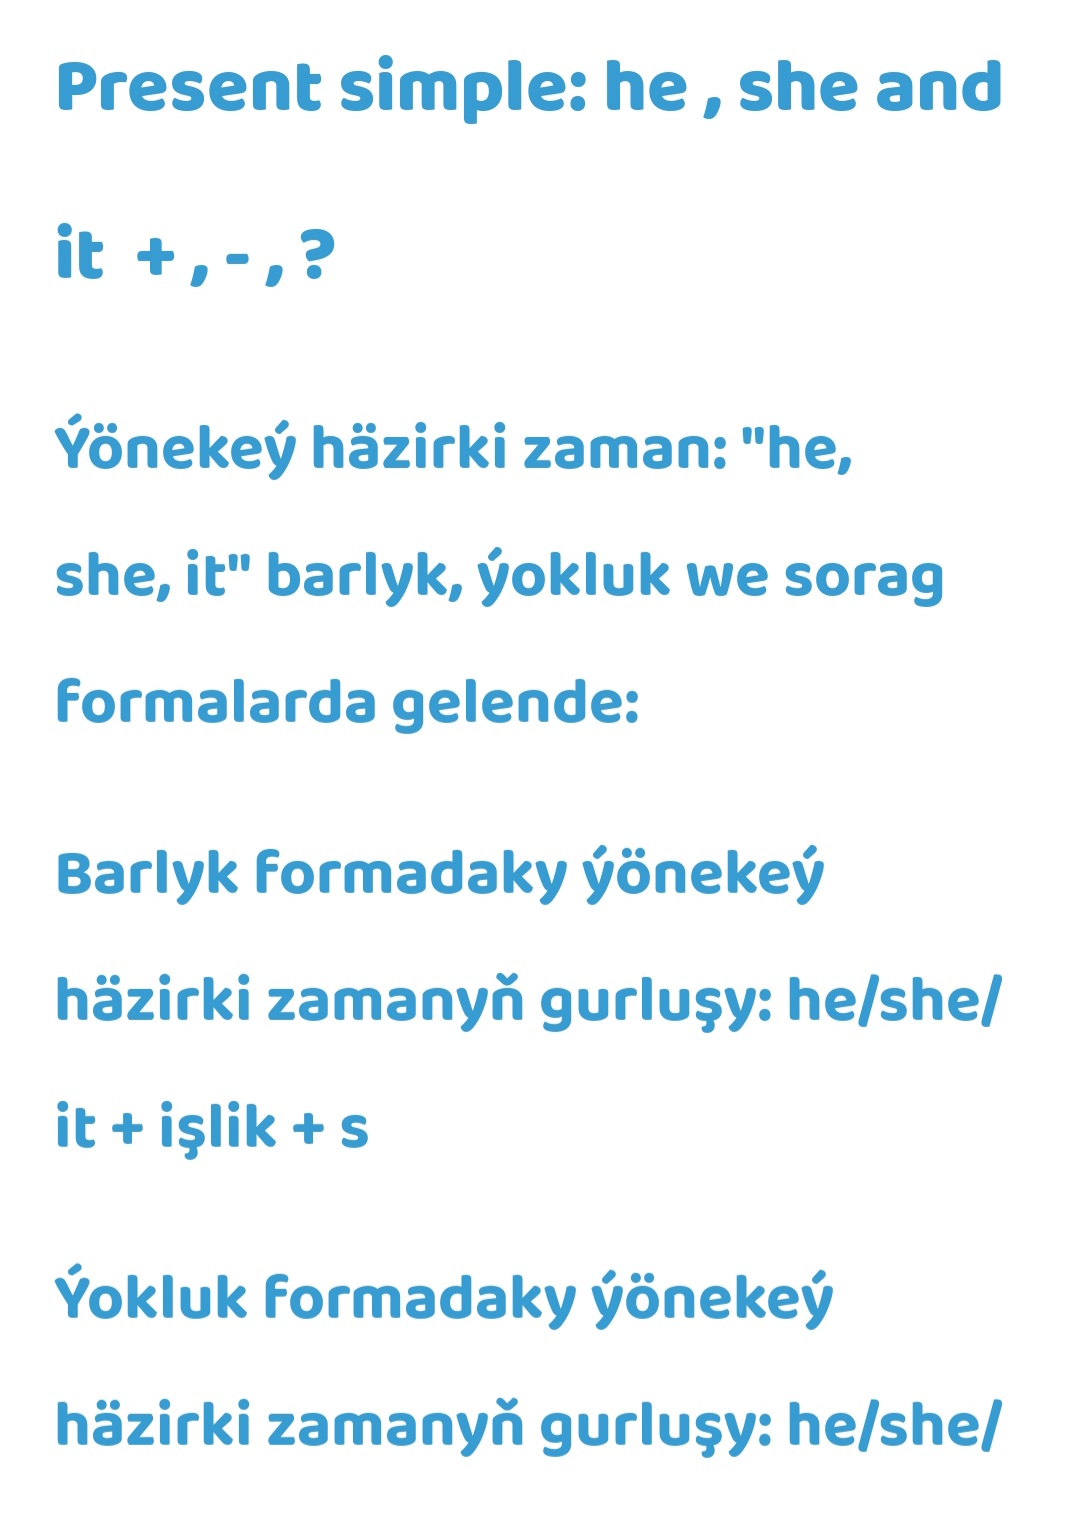 Present simple: he , she and
it + , - , ?
Ýönekeý häzirki zaman: "he,
she, it" barlyk, ýokluk we sorag
formalarda gelende:
Barlyk formadaky ýönekeý
häzirki zamanyň gurluşy: he/she/
it + işlik + s
Ýokluk formadaky ýönekeý
häzirki zamanyň gurluşy: he/she/